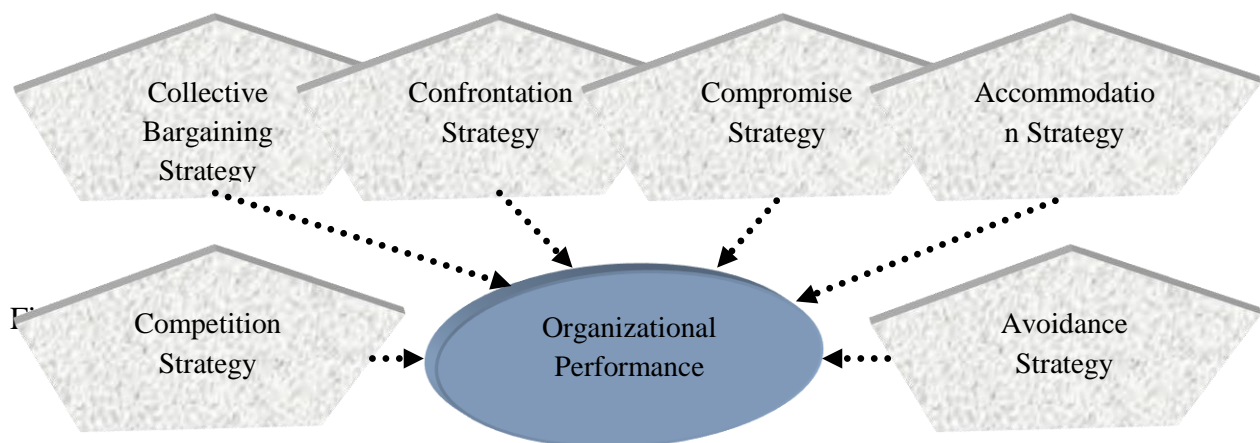 Collective
Bargaining
Strategy
Confrontation
Strategy
Compromise
Strategy
Accommodatio
n Strategy
Competition
Strategy
Organizational
Performance
Avoidance
Strategy